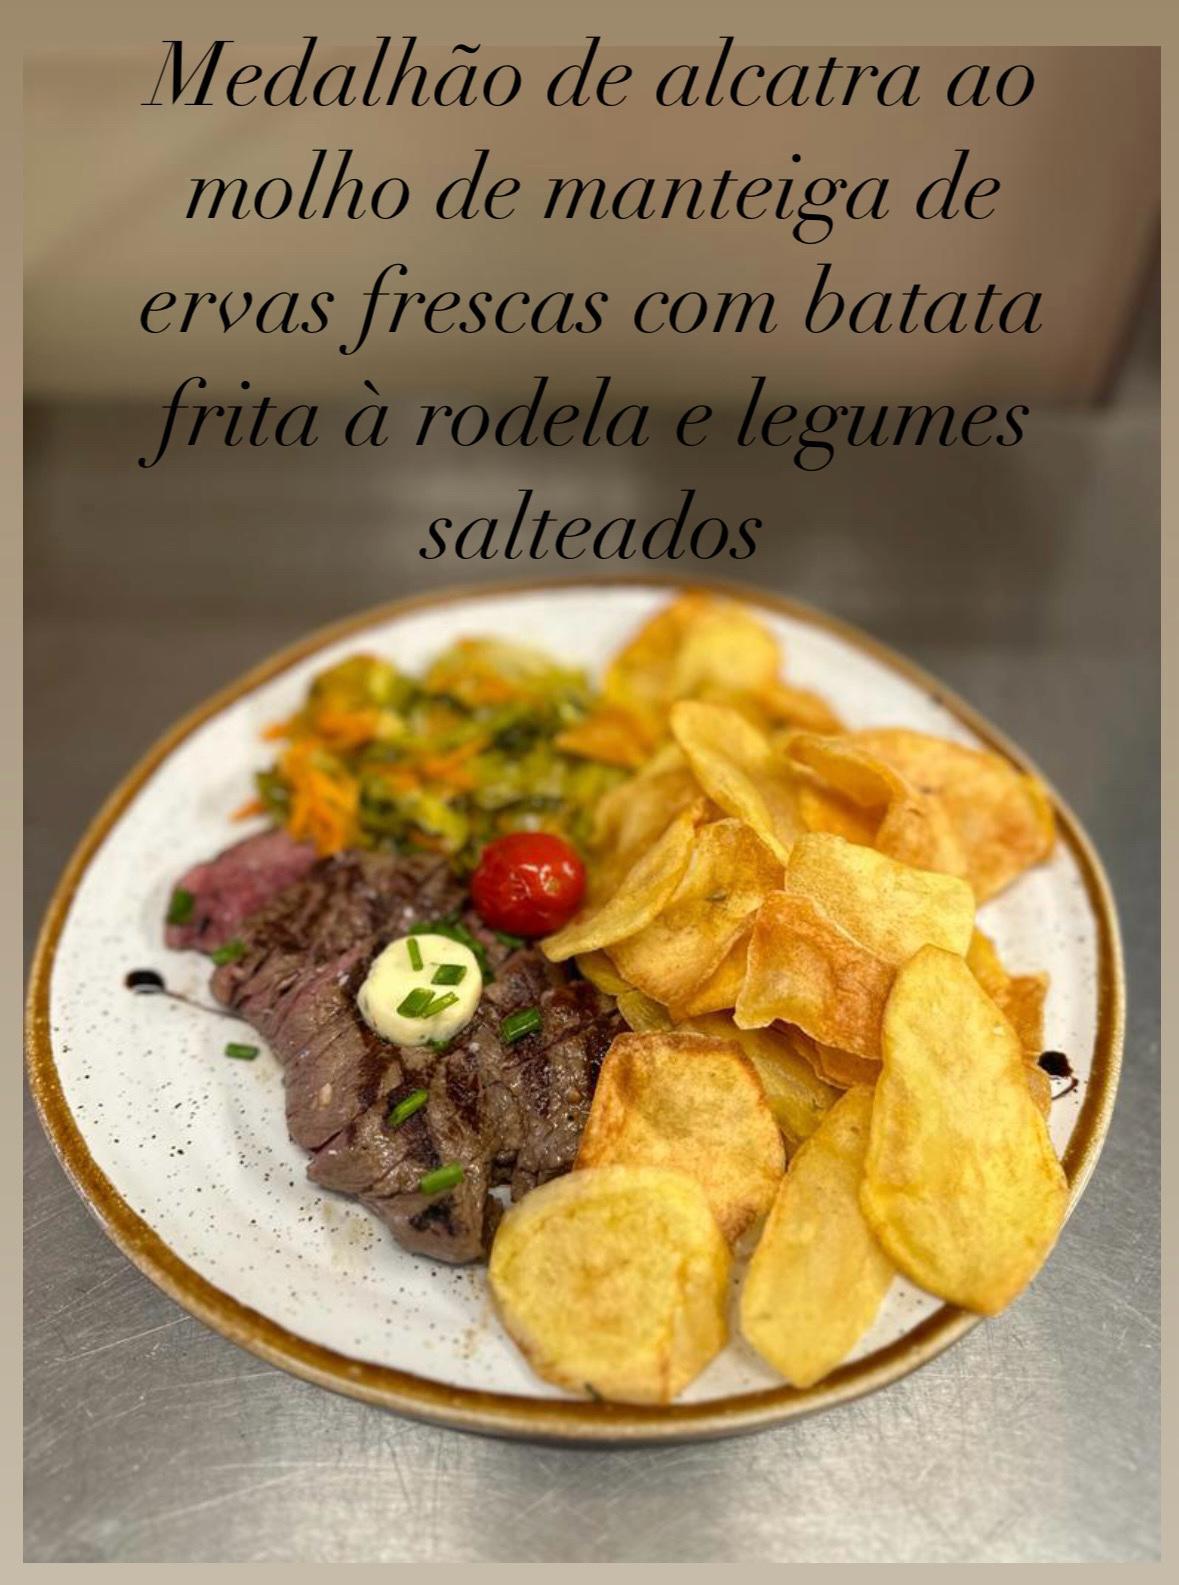 Medalhão de alcatra ao
molho de manteiga de
ervas frescas com batata
frita à rodela e legumes
salteados